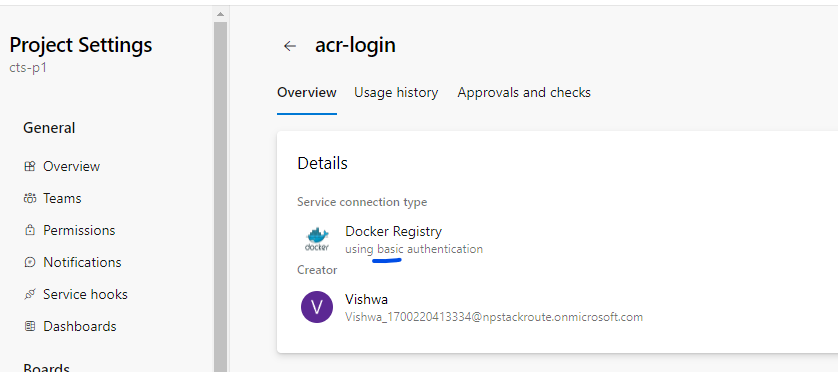 Project Settings
cts-p1
General
Overview
Teams
Permissions
Notifications
Service hooks
Dashboards
Boards
← acr-login
Overview Usage history Approvals and checks
Details
Service connection type
docker
Docker Registry
using basic authentication
Creator
V
Vishwa
Vishwa_1700220413334@npstackroute.onmicrosoft.com